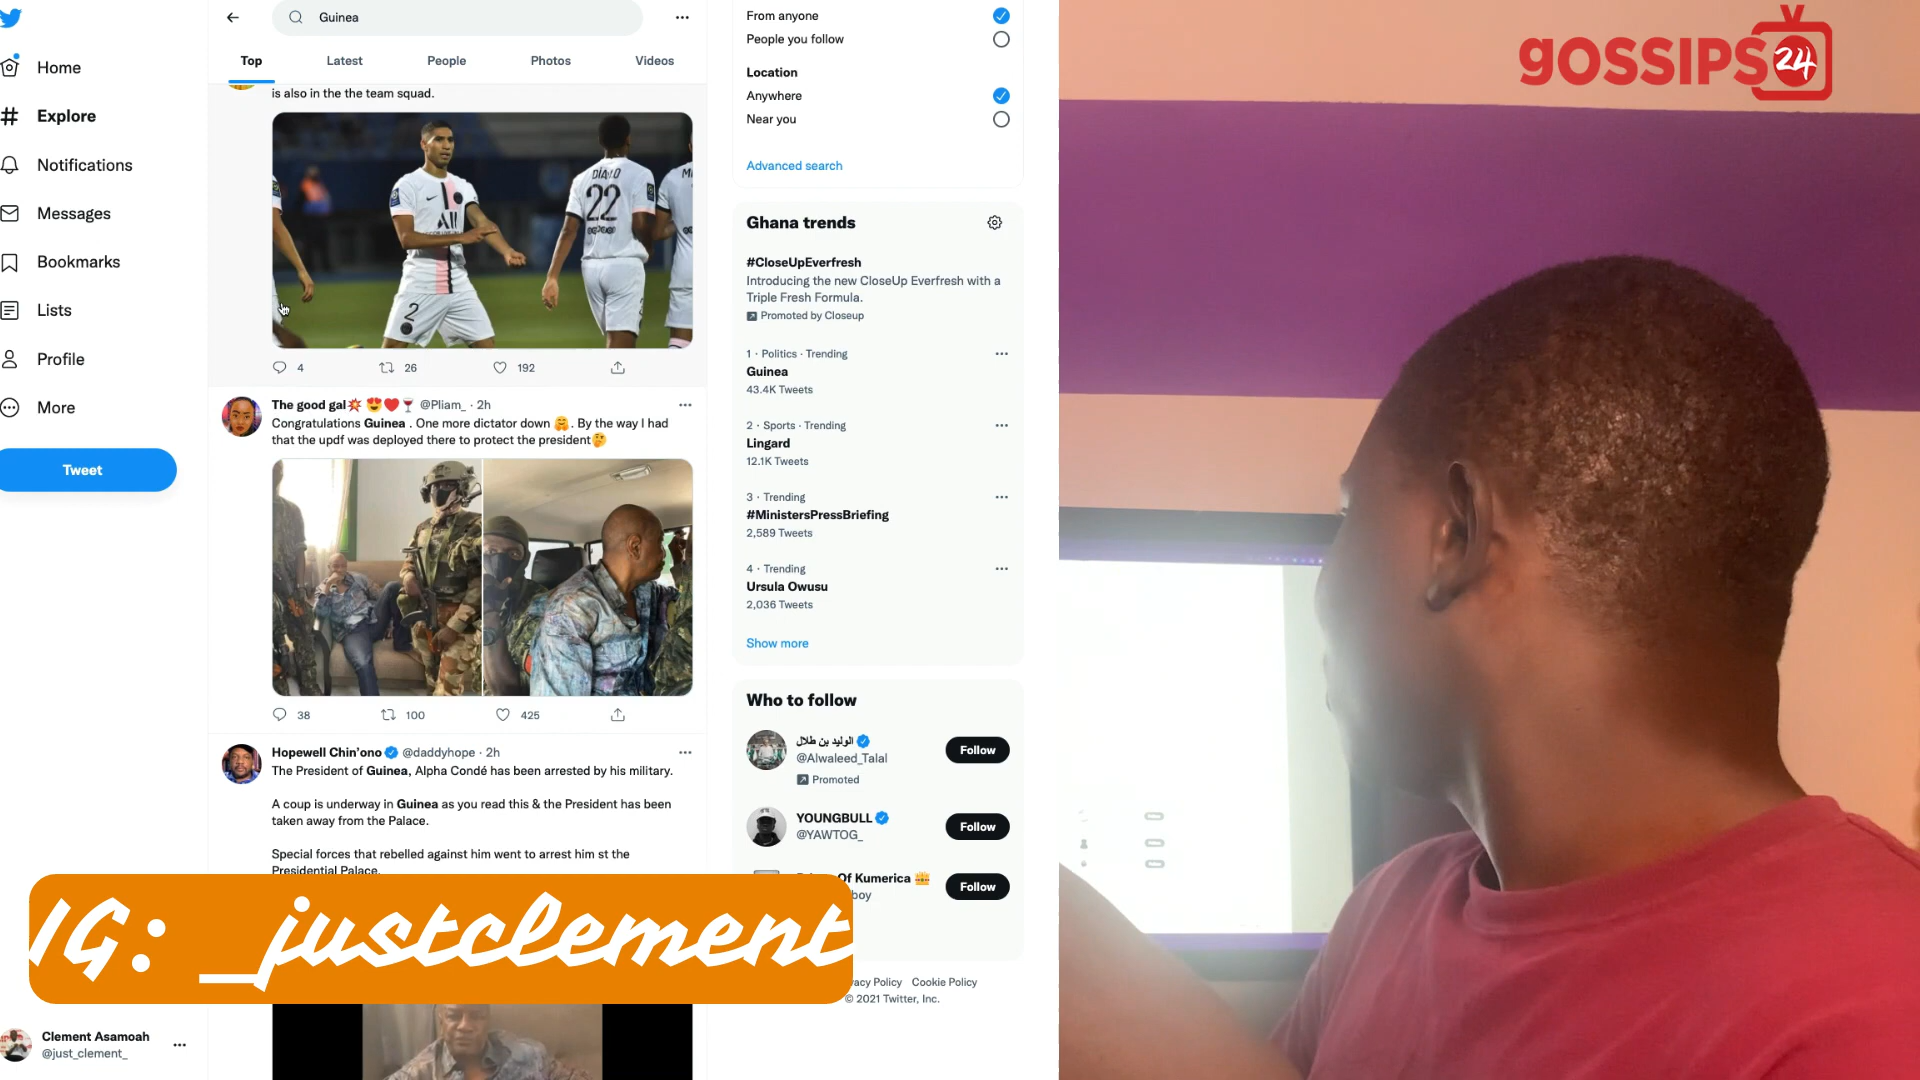 Guinea
Home
Explore
Notifications
Messages
Bookmarks
Lists
Profile
More
Tweet
Clement Asamoah
@just_clement_
Top
Latest
People
Photos
Videos
is also in the the team squad.
DIALLO
22
2
4
26
192
The good gal💥 😍❤️🍷 @Pliam_ · 2h
Congratulations Guinea . One more dictator down 🤗. By the way I had
that the updf was deployed there to protect the president🤔
38
100
425
Hopewell Chin'ono @daddyhope · 2h
The President of Guinea, Alpha Condé has been arrested by his military.
A coup is underway in Guinea as you read this & the President has been
taken away from the Palace.
Special forces that rebelled against him went to arrest him st the
Presidential Palace.
IG: _justclement
From anyone
People you follow
Location
Anywhere
Near you
Advanced search
Ghana trends
#CloseUpEverfresh
Introducing the new CloseUp Everfresh with a
Triple Fresh Formula.
Promoted by Closeup
1 · Politics · Trending
Guinea
43.4K Tweets
2 · Sports · Trending
Lingard
12.1K Tweets
3 · Trending
#MinistersPressBriefing
2,589 Tweets
4 · Trending
Ursula Owusu
2,036 Tweets
Show more
Who to follow
الوليد بن طلال
@Alwaleed_Talal
Promoted
Follow
YOUNGBULL
@YAWTOG_
Follow
Of Kumerica 👑
boy
Follow
vacy Policy Cookie Policy
© 2021 Twitter, Inc.
gOSSIPS24